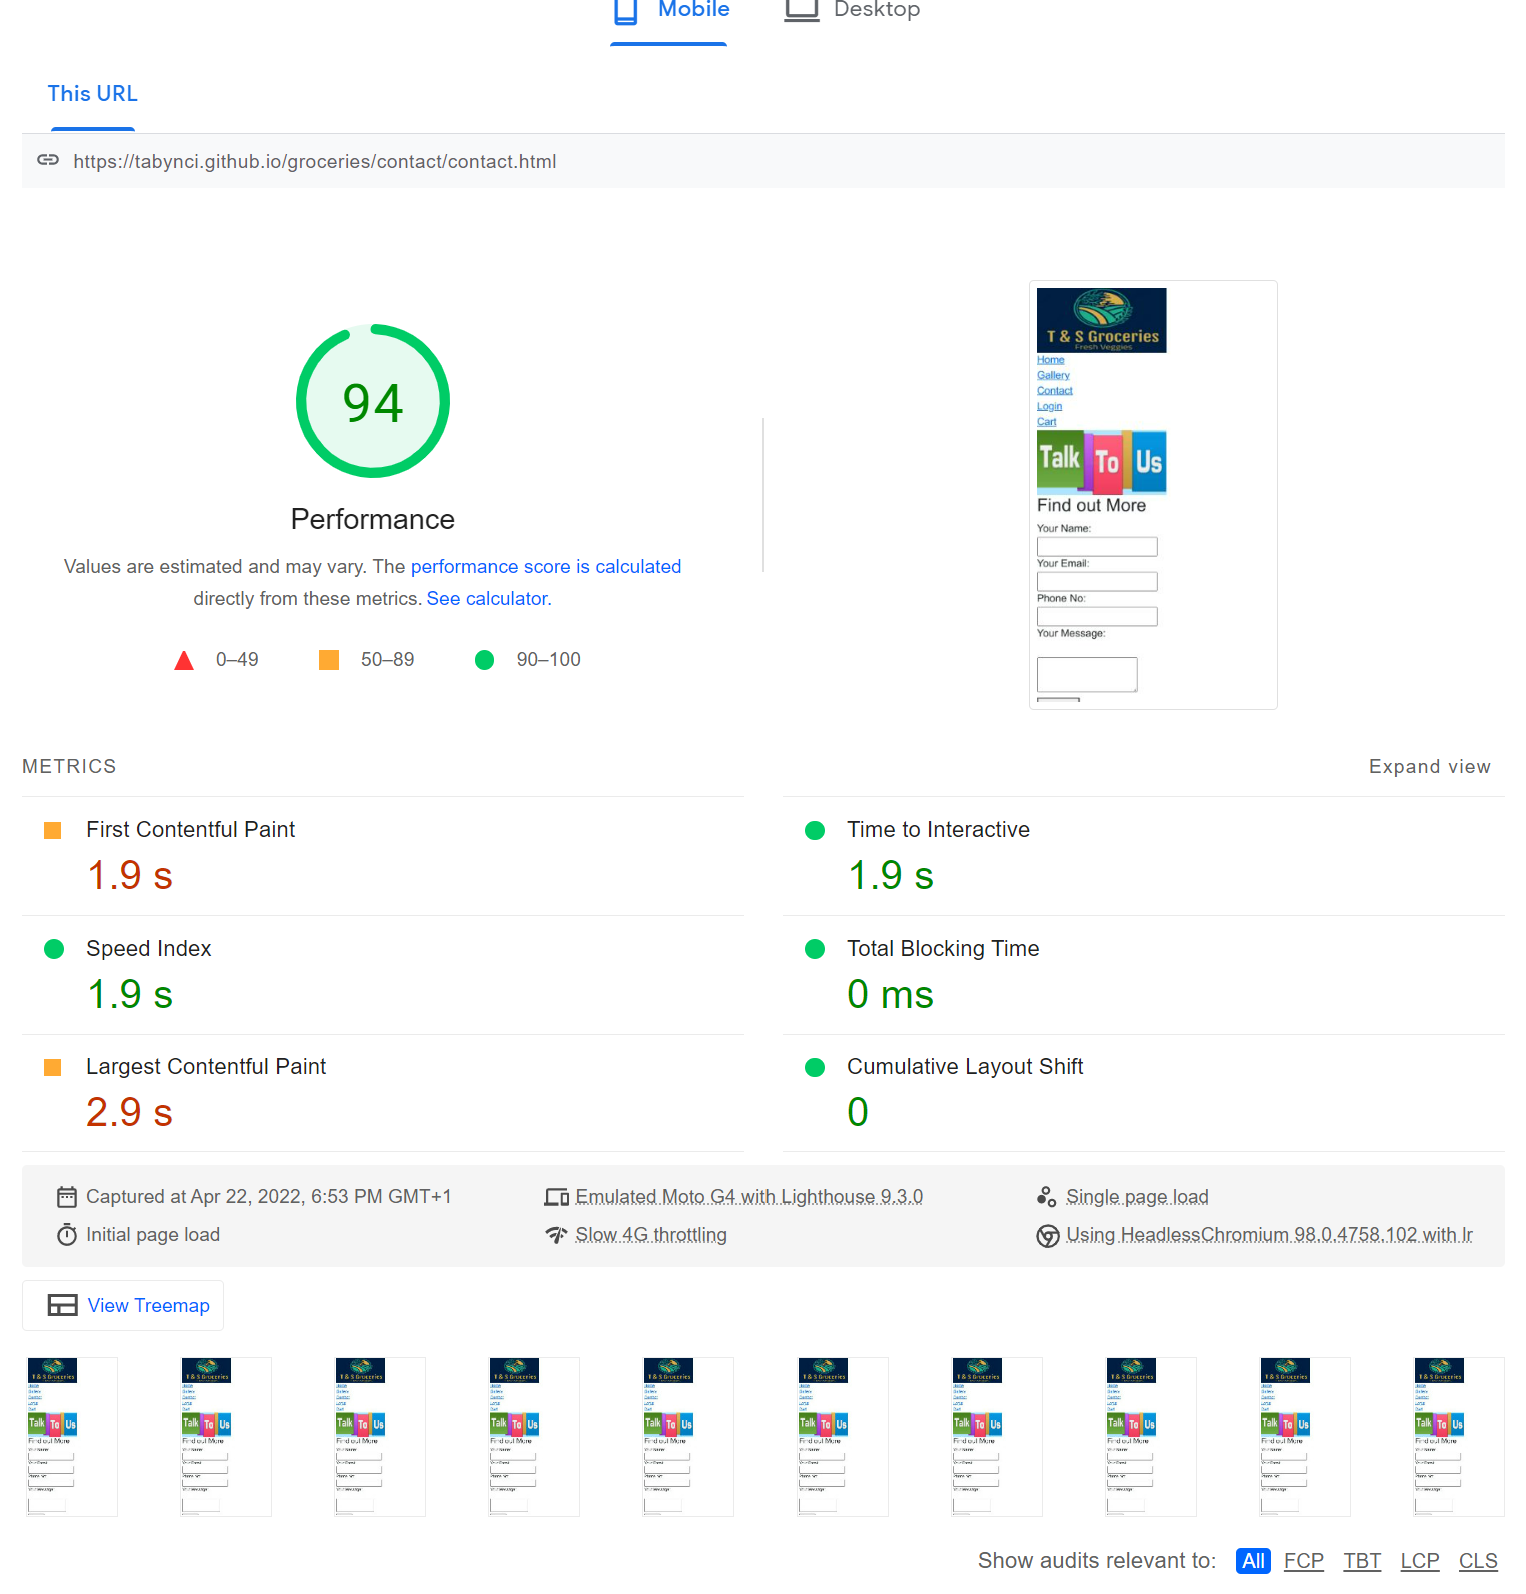 Mobile Desktop
This URL
https://tabynci.github.io/groceries/contact/contact.html
94
Performance
Values are estimated and may vary. The performance score is calculated
directly from these metrics. See calculator.
0–49 50–89 90–100
T & S Groceries
Fresh Veggies
Home
Gallery
Contact
Login
Cart
Talk To Us
Find out More
Your Name:
Your Email:
Phone No:
Your Message:
METRICS Expand view
First Contentful Paint
1.9 s
Time to Interactive
1.9 s
Speed Index
1.9 s
Total Blocking Time
0 ms
Largest Contentful Paint
2.9 s
Cumulative Layout Shift
0
Captured at Apr 22, 2022, 6:53 PM GMT+1
Emulated Moto G4 with Lighthouse 9.3.0
Single page load
Initial page load
Slow 4G throttling
Using HeadlessChromium 98.0.4758.102 with lr
View Treemap
Show audits relevant to: All FCP TBT LCP CLS